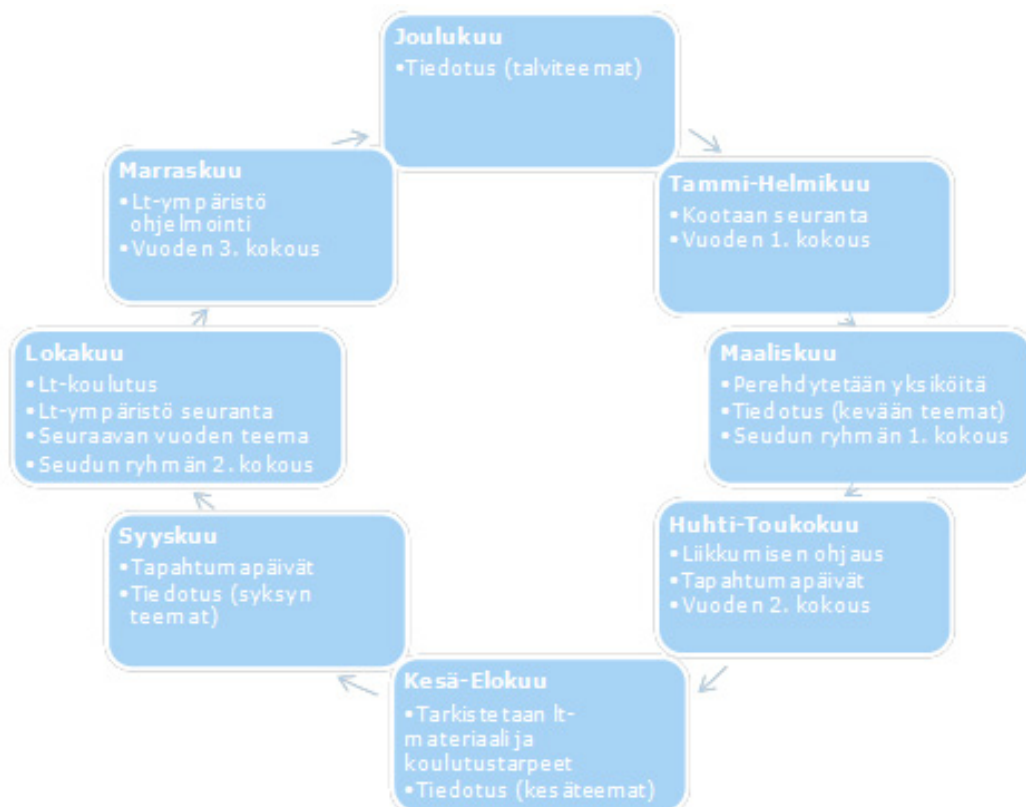 Joulukuu
•Tiedotus (talviteemat)
Tammi-Helmikuu
•Kootaan seuranta
•Vuoden 1. kokous
Maaliskuu
•Perehdytetään yksiköitä
•Tiedotus (kevään teemat)
•Seudun ryhmän 1. kokous
Huhti-Toukokuu
•Liikkumisen ohjaus
•Tapahtumapäivät
•Vuoden 2. kokous
Kesä-Elokuu
•Tarkistetaan lt-
materiaali ja
koulutustarpeet
•Tiedotus (kesäteemat)
Syyskuu
•Tapahtumapäivät
•Tiedotus (syksyn
teemat)
Lokakuu
•Lt-koulutus
•Lt-ympäristö seuranta
•Seuraavan vuoden teema
•Seudun ryhmän 2. kokous
Marraskuu
•Lt-ympäristö
ohjelmointi
•Vuoden 3. kokous